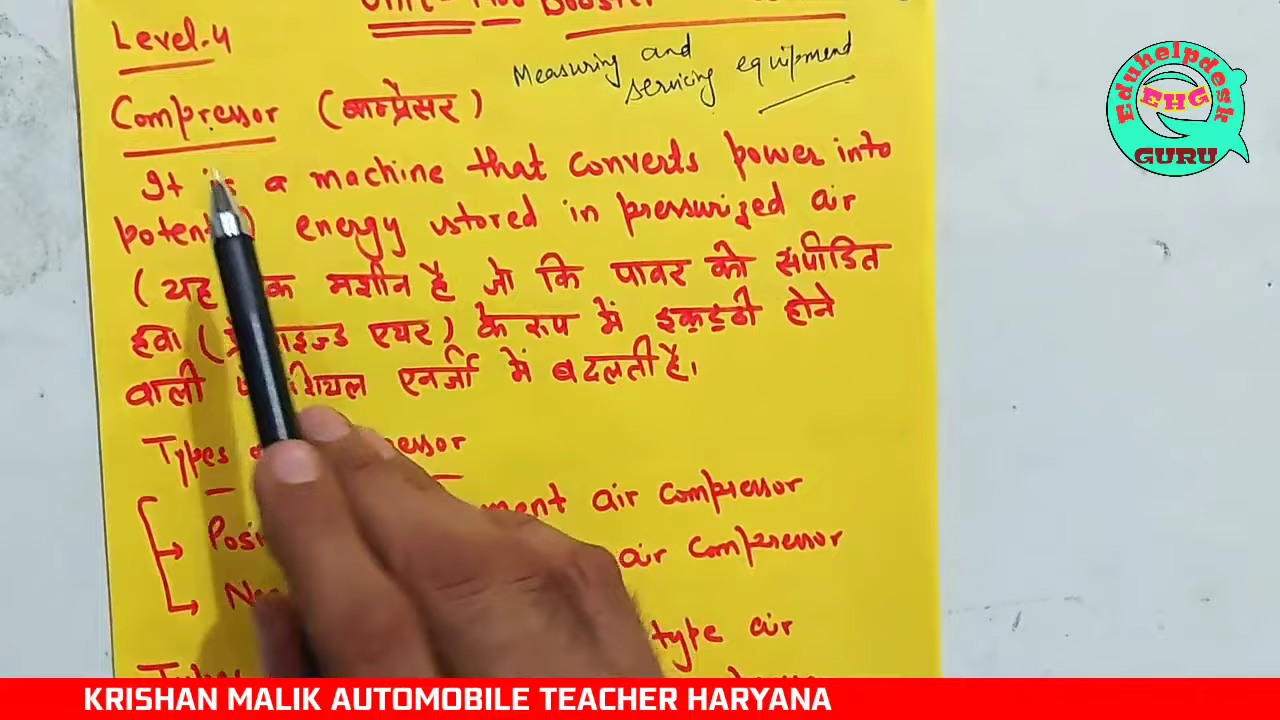 Level-4
Measuring and
servicing equipment
Compressor (कम्प्रैसर)
It is a machine that converts power into
energy stored in pressurized air
(यह मशीन है जो कि पावर को संपीडित
हवा ( एयर) के रूप में इकट्ठी होने
वाली एनर्जी में बदलती है।
Types
air compressor
air compressor
type air
Eduhelpdesk
EHG
GURU
KRISHAN MALIK AUTOMOBILE TEACHER HARYANA